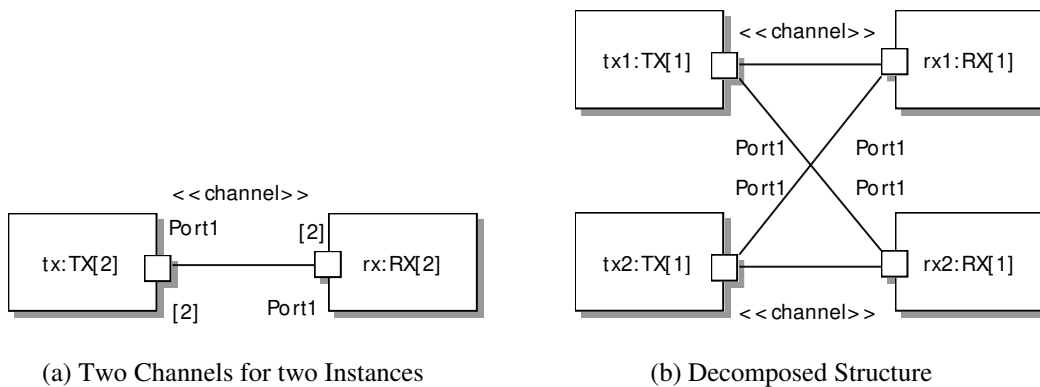 <<channel>>
Port1
[2]
tx:TX[2]
rx:RX[2]
[2]
Port1
(a) Two Channels for two Instances
<<channel>>
tx1:TX[1]
rx1:RX[1]
Port1
Port1
Port1
Port1
tx2:TX[1]
rx2:RX[1]
<<channel>>
(b) Decomposed Structure